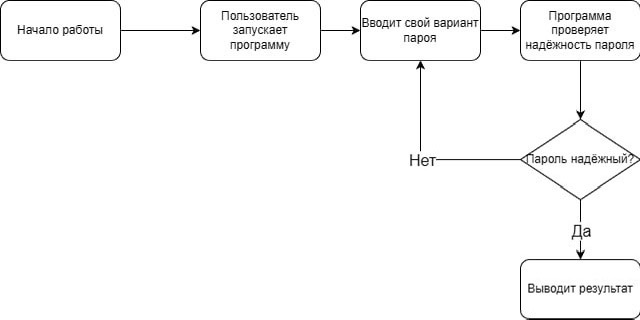 Начало работы
Пользователь
запускает
программу
Вводит свой вариант
пароя
Программа
проверяет
надёжность пароля
Пароль надёжный?
Нет
Да
Выводит результат